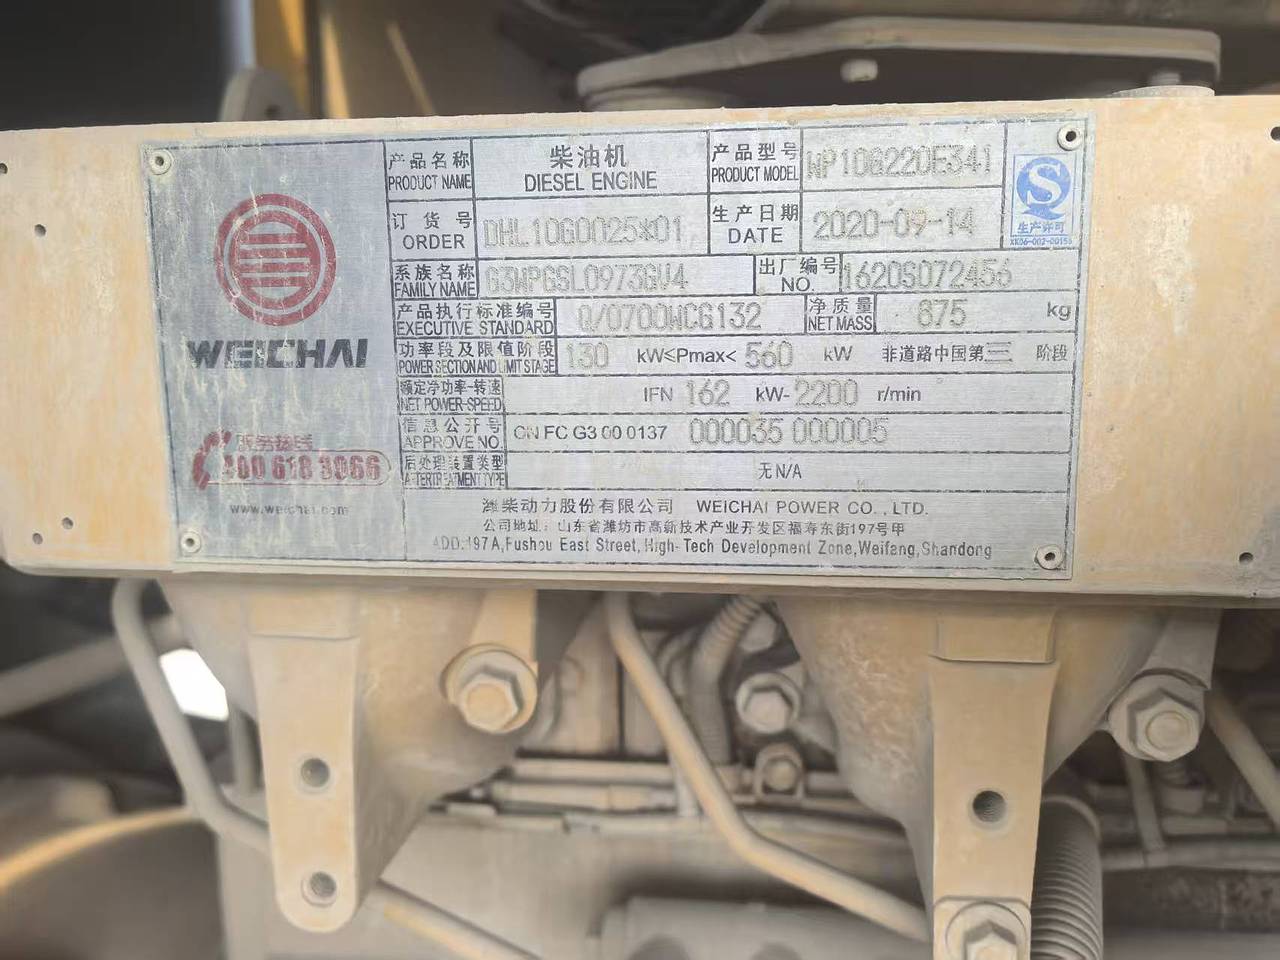 产品名称 柴油机 产品型号 WP10G220E341
PRODUCT NAME DIESEL ENGINE PRODUCT MODEL
订货号 DHL10G0025*01 生产日期 2020-09-14
ORDER DATE
生产许可
XK06-002-00156
系族名称 G3WPGSL0973GV4 出厂编号 1620S072456
FAMILY NAME NO.
产品执行标准编号 Q/0700WCG132 净质量 875 kg
EXECUTIVE STANDARD NET MASS
WEICHAI
功率段及限值阶段 130 kW≤Pmax< 560 kW 非道路中国第三阶段
POWER SECTION AND LIMIT STAGE
额定净功率-转速 IFN 162 kW- 2200 r/min
NET POWER-SPEED
信息公开号 CN FC G3 00 0137 000035 000005
APPROVE NO.
服务热线
400 618 3066
后处理装置类型 无N/A
AFTERTREATMENT TYPE
www.weichai.com
潍柴动力股份有限公司 WEICHAI POWER CO.,LTD.
公司地址：山东省潍坊市高新技术产业开发区福寿东街197号甲
ADD:197A,Fushou East Street,High-Tech Development Zone,Weifang,Shandong